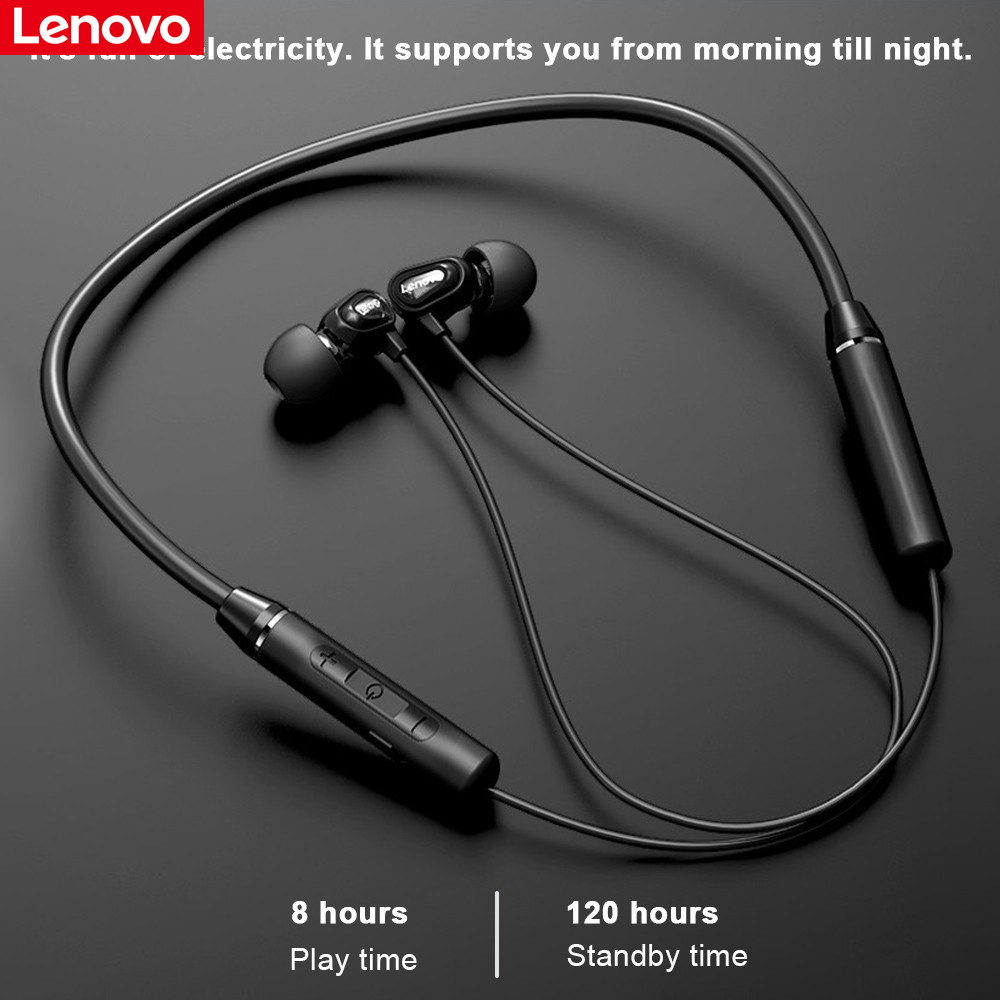 Lenovo
electricity. It supports you from morning till night.
Lenovo
8 hours
120 hours
Play time
Standby time